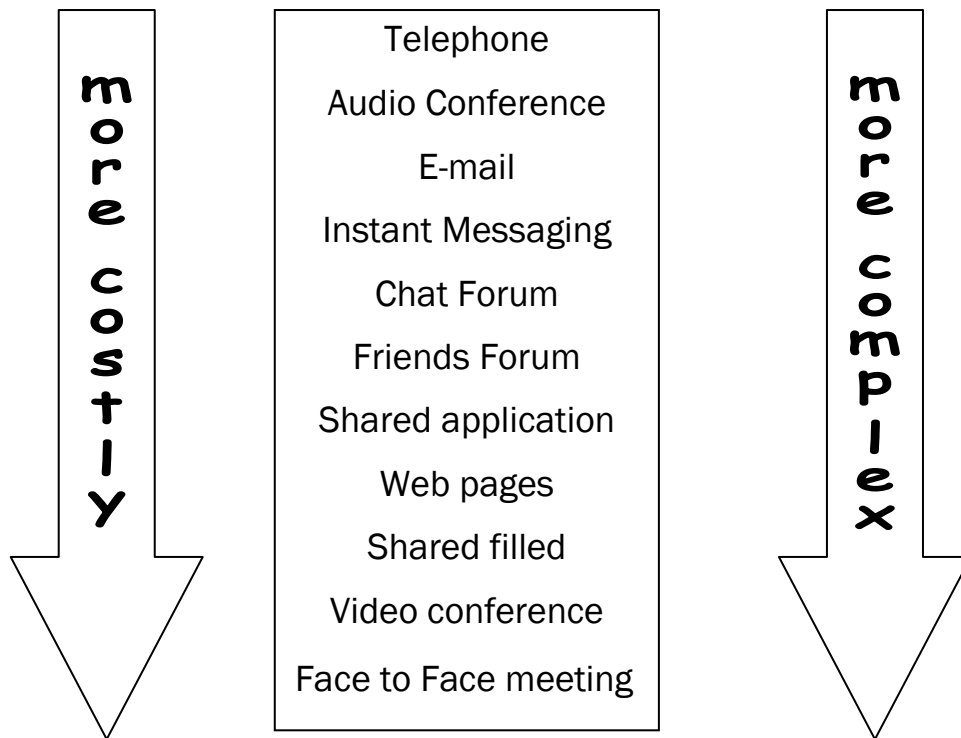 more costly
Telephone
Audio Conference
E-mail
Instant Messaging
Chat Forum
Friends Forum
Shared application
Web pages
Shared filled
Video conference
Face to Face meeting
more complex